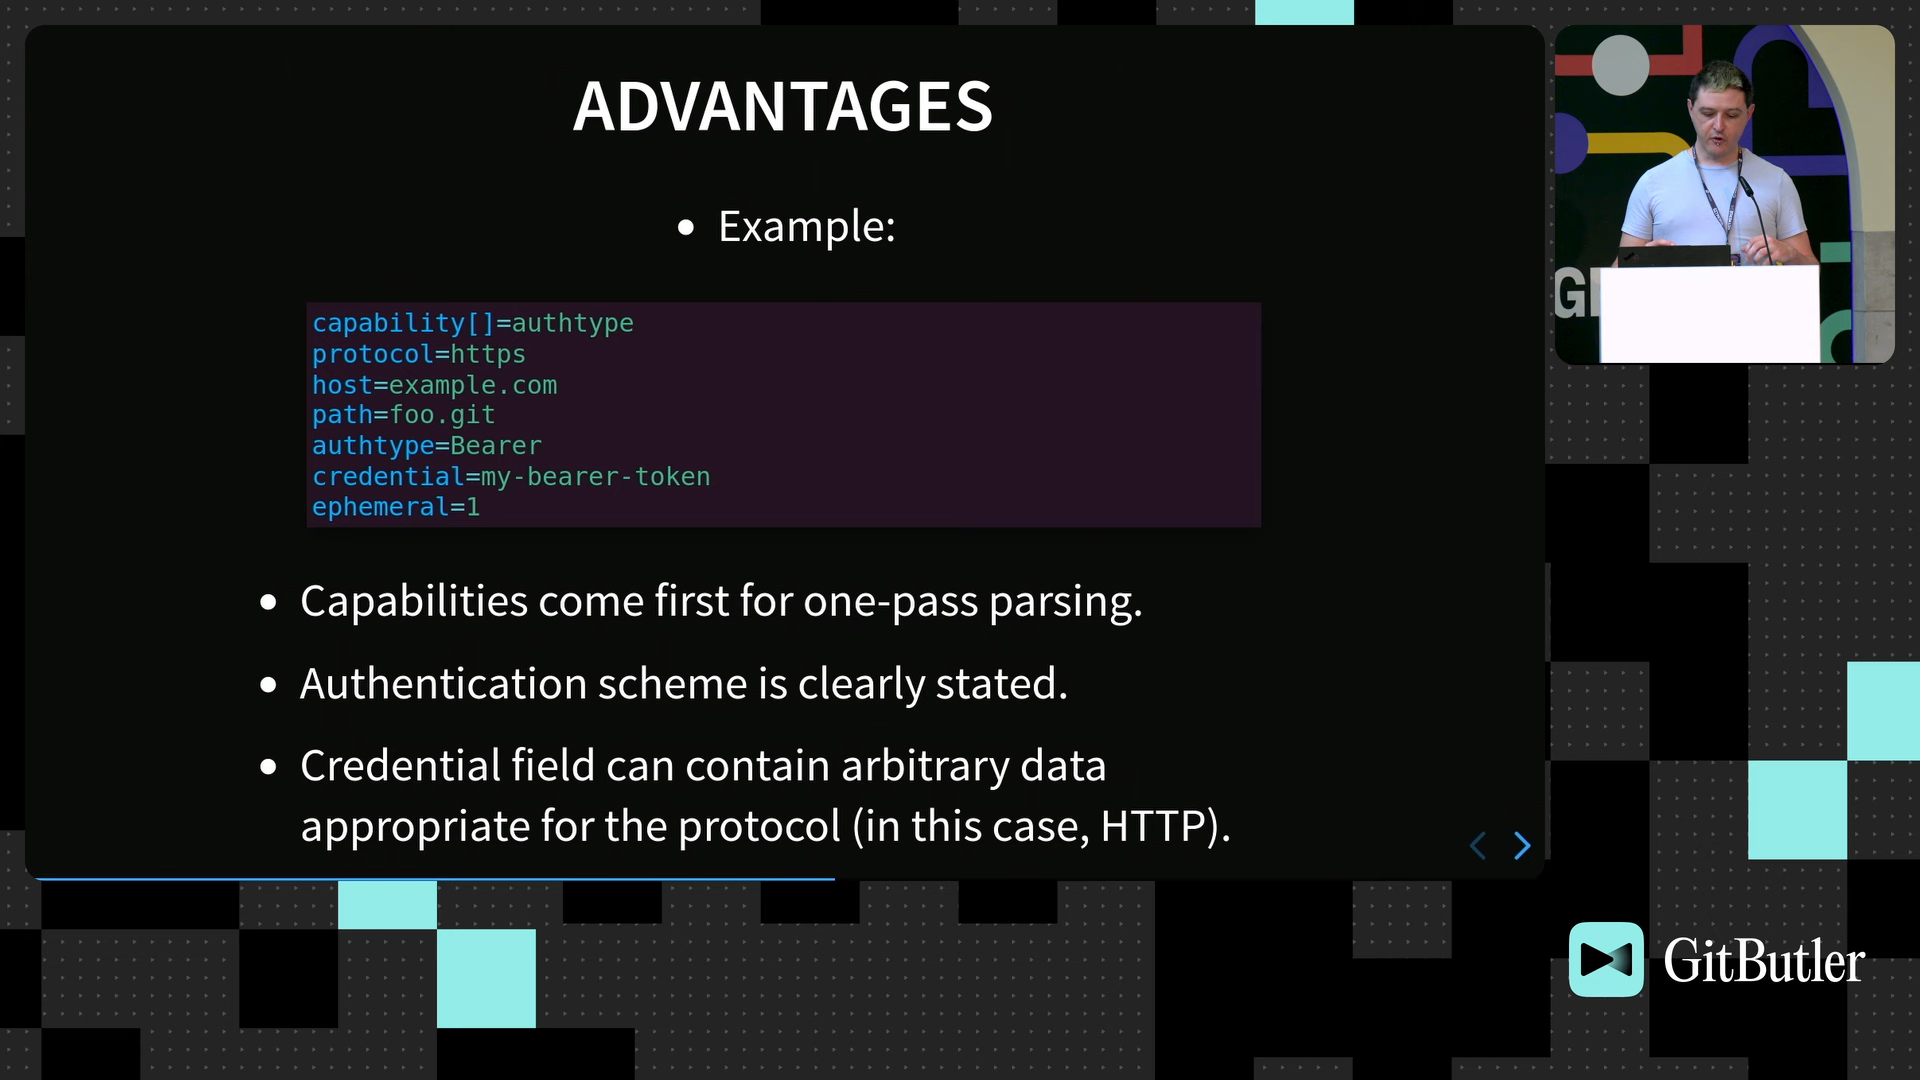 ADVANTAGES
• Example:
capability[]=authtype
protocol=https
host=example.com
path=foo.git
authtype=Bearer
credential=my-bearer-token
ephemeral=1
• Capabilities come first for one-pass parsing.
• Authentication scheme is clearly stated.
• Credential field can contain arbitrary data
appropriate for the protocol (in this case, HTTP).
GitButler